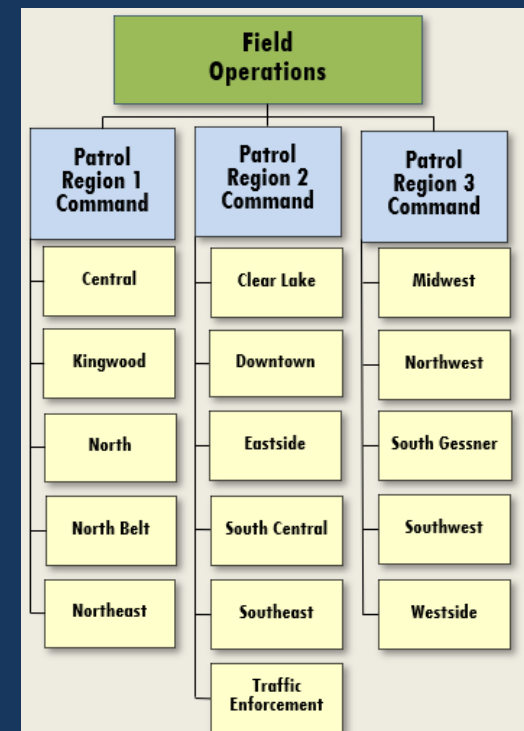 Field
Operations
Patrol
Region 1
Command
Central
Kingwood
North
North Belt
Northeast
Patrol
Region 2
Command
Clear Lake
Downtown
Eastside
South Central
Southeast
Traffic
Enforcement
Patrol
Region 3
Command
Midwest
Northwest
South Gessner
Southwest
Westside